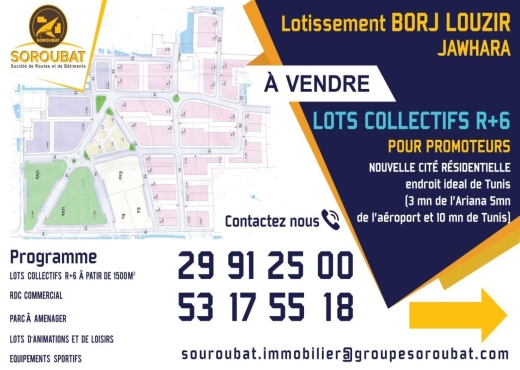 SOROUBAT
SOROUBAT
Société de Routes et de Bâtiments
Lotissement BORJ LOUZIR
JAWHARA
À VENDRE
LOTS COLLECTIFS R+6
POUR PROMOTEURS
NOUVELLE CITÉ RÉSIDENTIELLE
endroit ideal de Tunis
(3 mn de l'Ariana 5mn
de l'aéroport et 10 mn de Tunis)
Contactez nous
29 91 25 00
53 17 55 18
Programme
LOTS COLLECTIFS R+6 À PATIR DE 1500M²
RDC COMMERCIAL
PARC À AMENAGER
LOTS D'ANIMATIONS ET DE LOISIRS
EQUIPEMENTS SPORTIFS
souroubat.immobilier@groupesoroubat.com